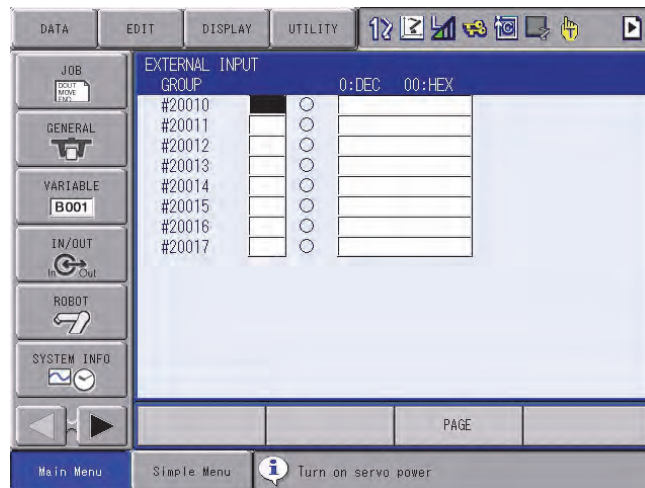 DATA EDIT DISPLAY UTILITY
JOB
DOUT
MOVE
END
GENERAL
VARIABLE
B001
IN/OUT
In Out
ROBOT
SYSTEM INFO
EXTERNAL INPUT
GROUP 0:DEC 00:HEX
#20010
#20011
#20012
#20013
#20014
#20015
#20016
#20017
PAGE
Main Menu Simple Menu Turn on servo power